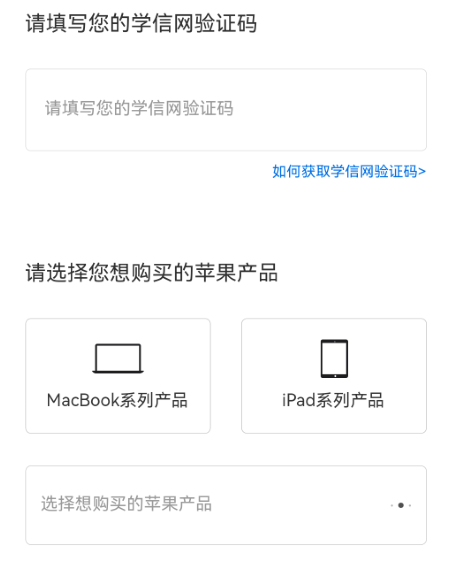 请填写您的学信网验证码
请填写您的学信网验证码
如何获取学信网验证码>
请选择您想购买的苹果产品
MacBook系列产品
iPad系列产品
选择想购买的苹果产品